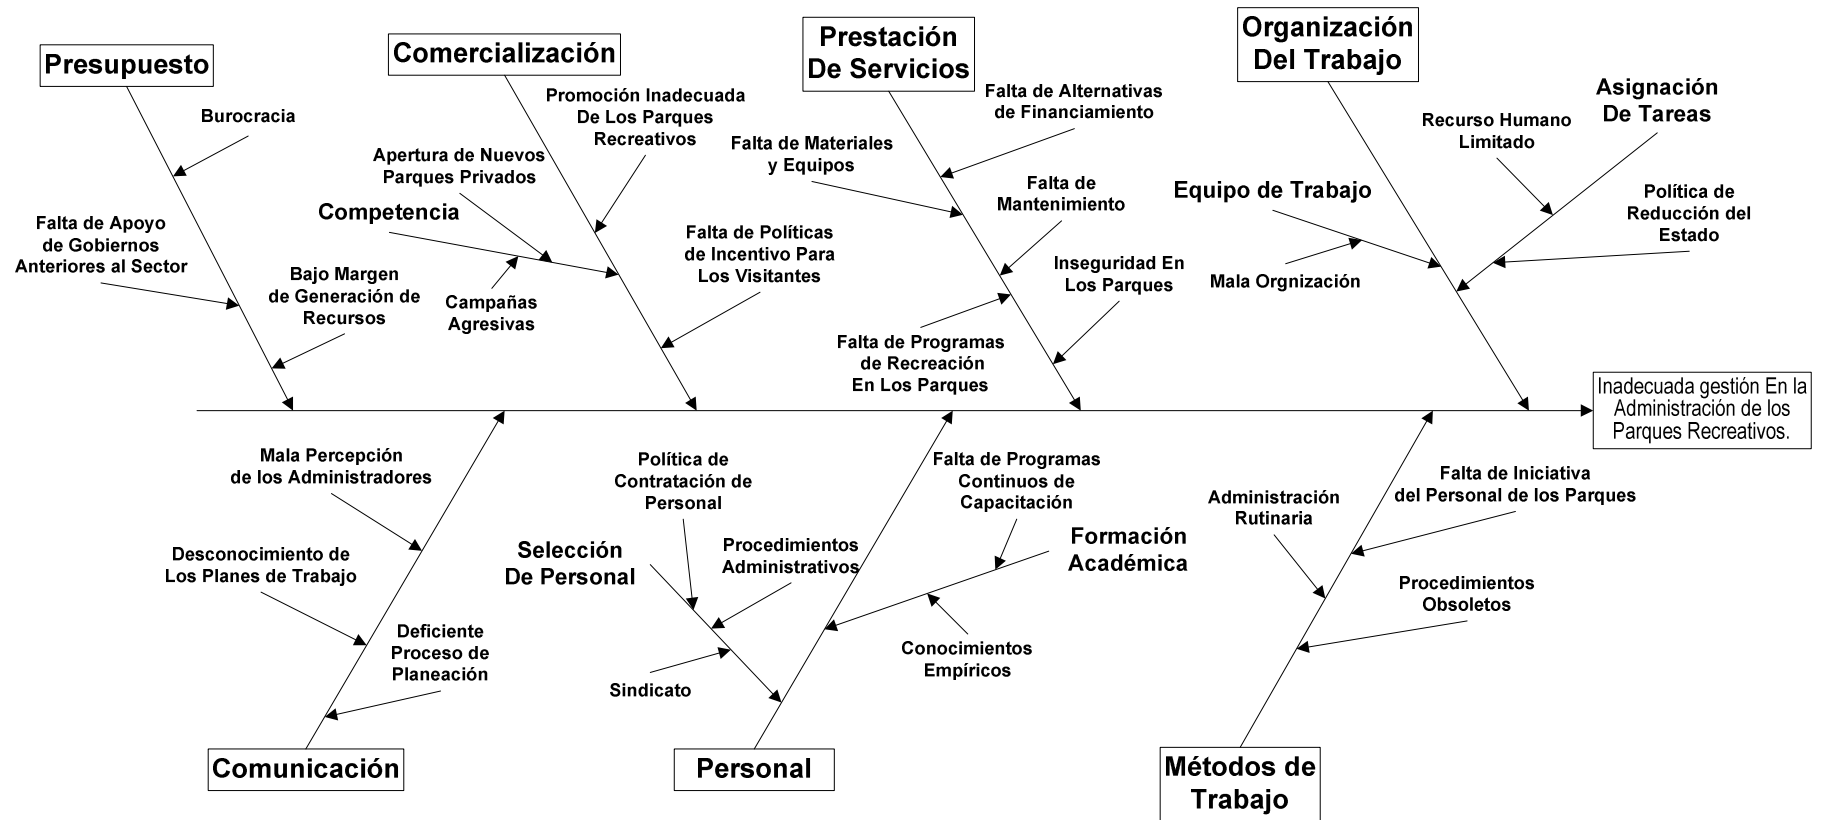 Presupuesto
Burocracia
Falta de Apoyo
de Gobiernos
Anteriores al Sector
Bajo Margen
de Generación de
Recursos
Comercialización
Promoción Inadecuada
De Los Parques
Recreativos
Apertura de Nuevos
Parques Privados
Competencia
Campañas
Agresivas
Falta de Políticas
de Incentivo Para
Los Visitantes
Prestación
De Servicios
Falta de Alternativas
de Financiamiento
Falta de Materiales
y Equipos
Falta de
Mantenimiento
Inseguridad En
Los Parques
Falta de Programas
de Recreación
En Los Parques
Organización
Del Trabajo
Asignación
De Tareas
Recurso Humano
Limitado
Equipo de Trabajo
Política de
Reducción del
Estado
Mala Orgnización
Inadecuada gestión En la
Administración de los
Parques Recreativos.
Mala Percepción
de los Administradores
Desconocimiento de
Los Planes de Trabajo
Deficiente
Proceso de
Planeación
Comunicación
Política de
Contratación de
Personal
Selección
De Personal
Procedimientos
Administrativos
Sindicato
Falta de Programas
Continuos de
Capacitación
Formación
Académica
Conocimientos
Empíricos
Personal
Falta de Iniciativa
del Personal de los Parques
Administración
Rutinaria
Procedimientos
Obsoletos
Métodos de
Trabajo